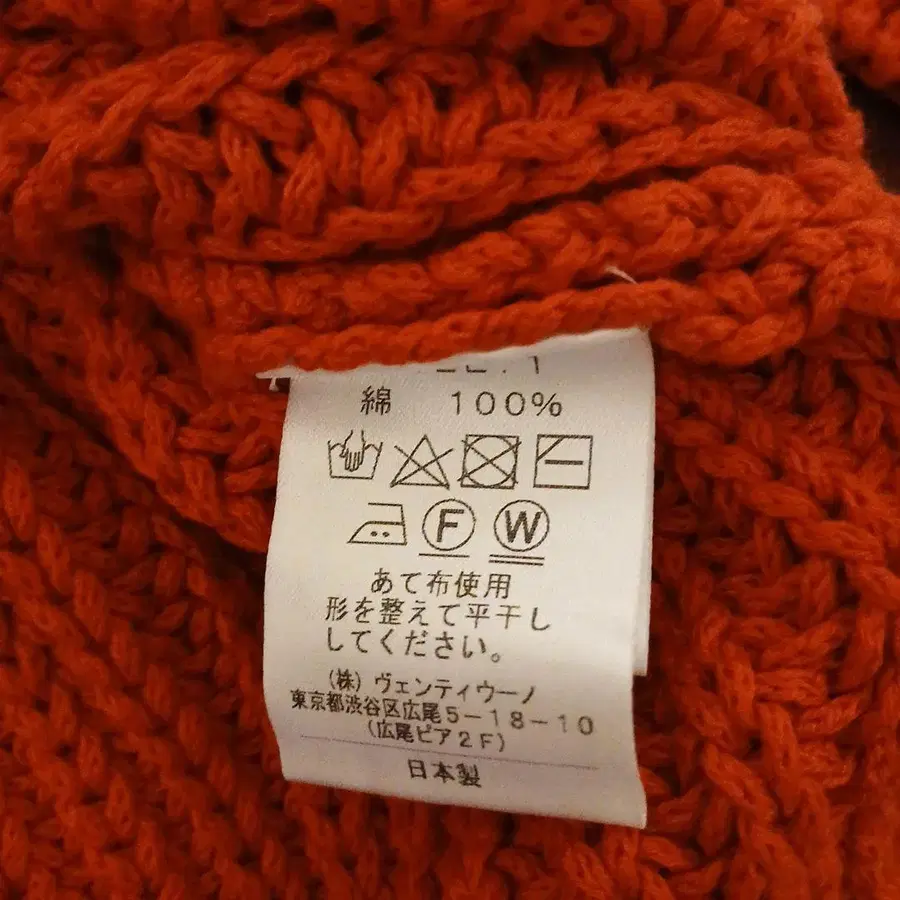 綿 100%
F W
あて布使用
形を整えて平干し
してください。
(株) ヴェンティウーノ
東京都渋谷区広尾5-18-10
(広尾ピア2F)
日本製